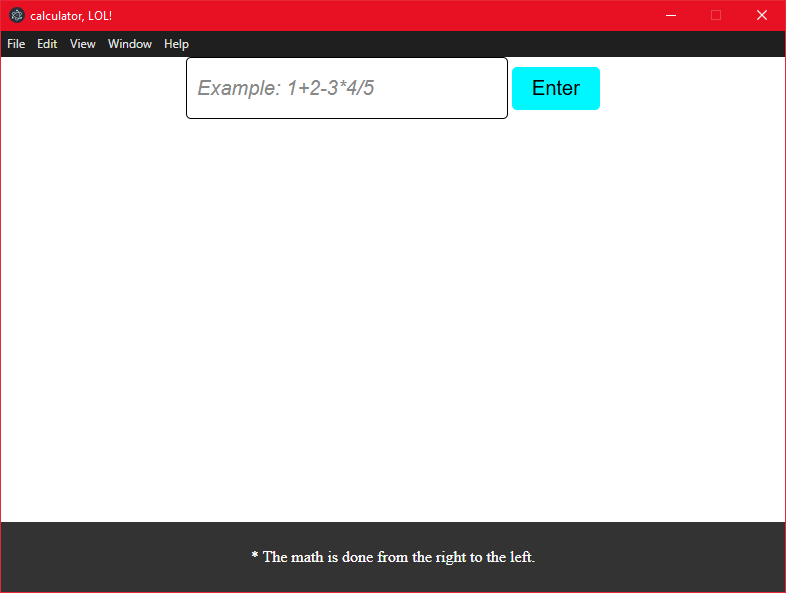 calculator, LOL!
File Edit View Window Help
Example: 1+2-3*4/5 Enter
* The math is done from the right to the left.